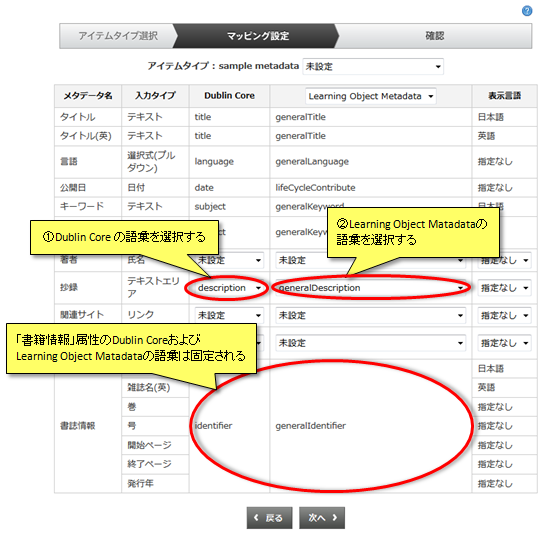 ?
アイテムタイプ選択 マッピング設定 確認
アイテムタイプ : sample metadata 未設定
メタデータ名 入力タイプ Dublin Core Learning Object Metadata 表示言語
タイトル テキスト title generalTitle 日本語
タイトル(英) テキスト title generalTitle 英語
言語 選択式(プルダウン) language generalLanguage 指定なし
公開日 日付 date lifeCycleContribute 指定なし
キーワード テキスト subject generalKeyword 日本語
generalKeyw 英語
①Dublin Core の語彙を選択する
②Learning Object Matadataの
語彙を選択する
著者 氏名 未設定 未設定 指定なし
抄録 テキストエリア description generalDescription 指定なし
関連サイト リンク 未設定 未設定 指定なし
「書籍情報」属性のDublin Coreおよび
Learning Object Matadataの語彙は固定される
未設定 指定なし
書誌情報 identifier generalIdentifier
日本語
雑誌名(英) 英語
巻 指定なし
号 指定なし
開始ページ 指定なし
終了ページ 指定なし
発行年 指定なし
戻る 次へ